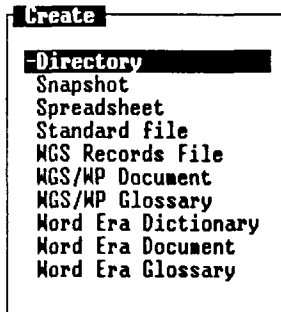 Create
-Directory
Snapshot
Spreadsheet
Standard file
WGS Records File
WGS/WP Document
WGS/WP Glossary
Word Era Dictionary
Word Era Document
Word Era Glossary